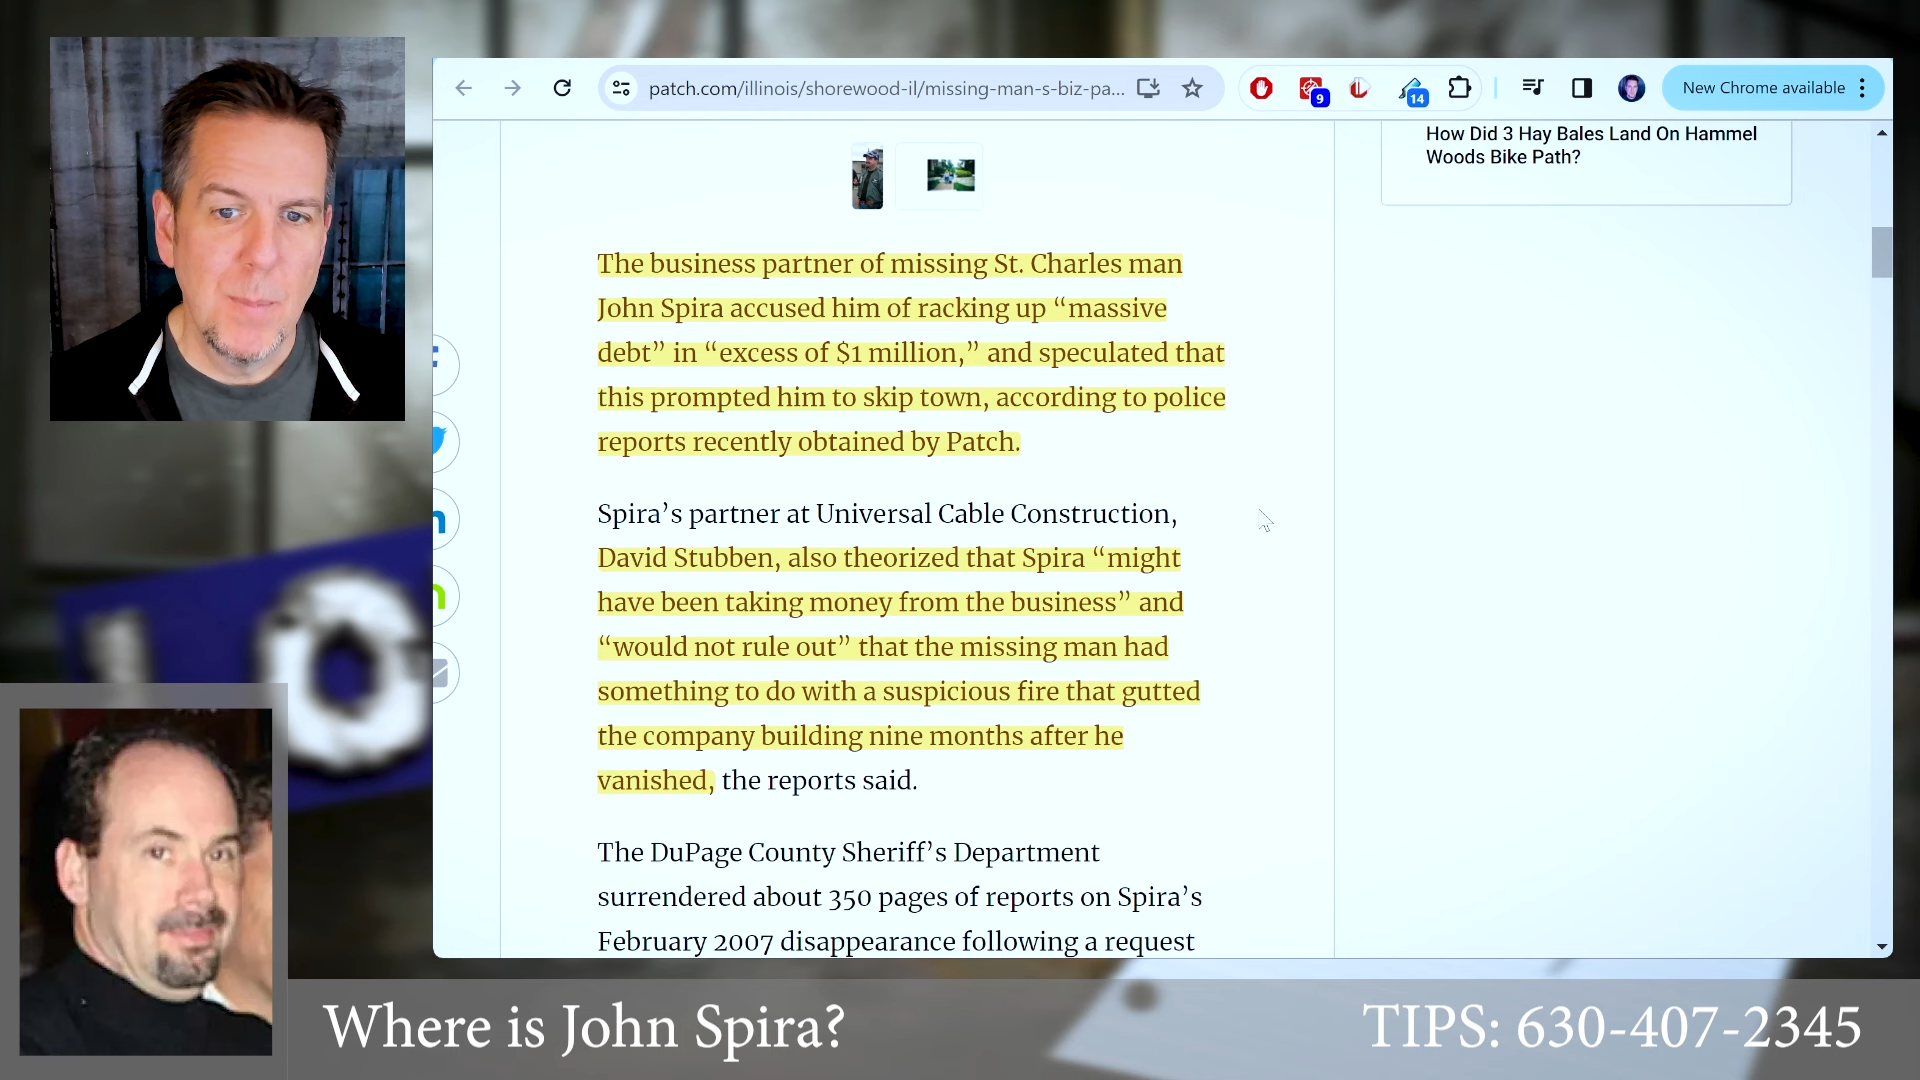 patch.com/illinois/shorewood-il/missing-man-s-biz-pa...
9
14
New Chrome available
How Did 3 Hay Bales Land On Hammel
Woods Bike Path?
The business partner of missing St. Charles man
John Spira accused him of racking up “massive
debt” in “excess of $1 million,” and speculated that
this prompted him to skip town, according to police
reports recently obtained by Patch.
Spira’s partner at Universal Cable Construction,
David Stubben, also theorized that Spira “might
have been taking money from the business” and
“would not rule out” that the missing man had
something to do with a suspicious fire that gutted
the company building nine months after he
vanished, the reports said.
The DuPage County Sheriff’s Department
surrendered about 350 pages of reports on Spira’s
February 2007 disappearance following a request
Where is John Spira?
TIPS: 630-407-2345